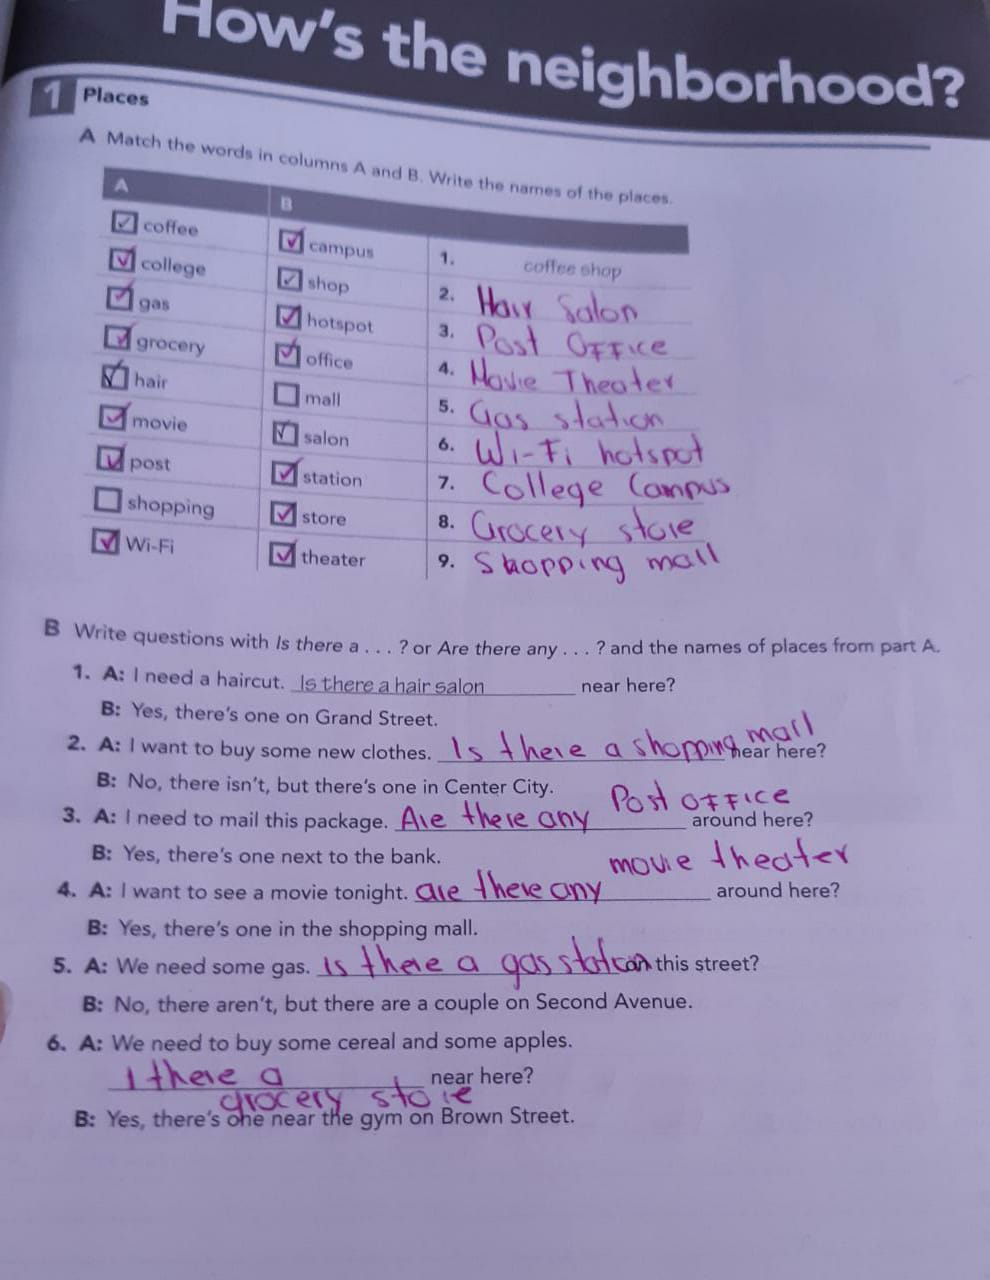 How's the neighborhood?
1 Places
A Match the words in columns A and B. Write the names of the places.
A B
coffee campus 1. coffee shop
college shop 2. Hair Salon
gas hotspot 3. Post OFFICE
grocery office 4. Movie Theater
hair mall 5. Gas station
movie salon 6. Wi-Fi hotspot
post station 7. College Campus
shopping store 8. Grocery store
Wi-Fi theater 9. Shopping mall
B Write questions with Is there a . . . ? or Are there any . . . ? and the names of places from part A.
1. A: I need a haircut. Is there a hair salon near here?
B: Yes, there's one on Grand Street.
2. A: I want to buy some new clothes. Is there a shopping mall near here?
B: No, there isn't, but there's one in Center City.
3. A: I need to mail this package. Are there any Post OFFICE around here?
B: Yes, there's one next to the bank.
4. A: I want to see a movie tonight. are there any movie theater around here?
B: Yes, there's one in the shopping mall.
5. A: We need some gas. Is there a gas station on this street?
B: No, there aren't, but there are a couple on Second Avenue.
6. A: We need to buy some cereal and some apples.
I there a grocery store near here?
B: Yes, there's one near the gym on Brown Street.